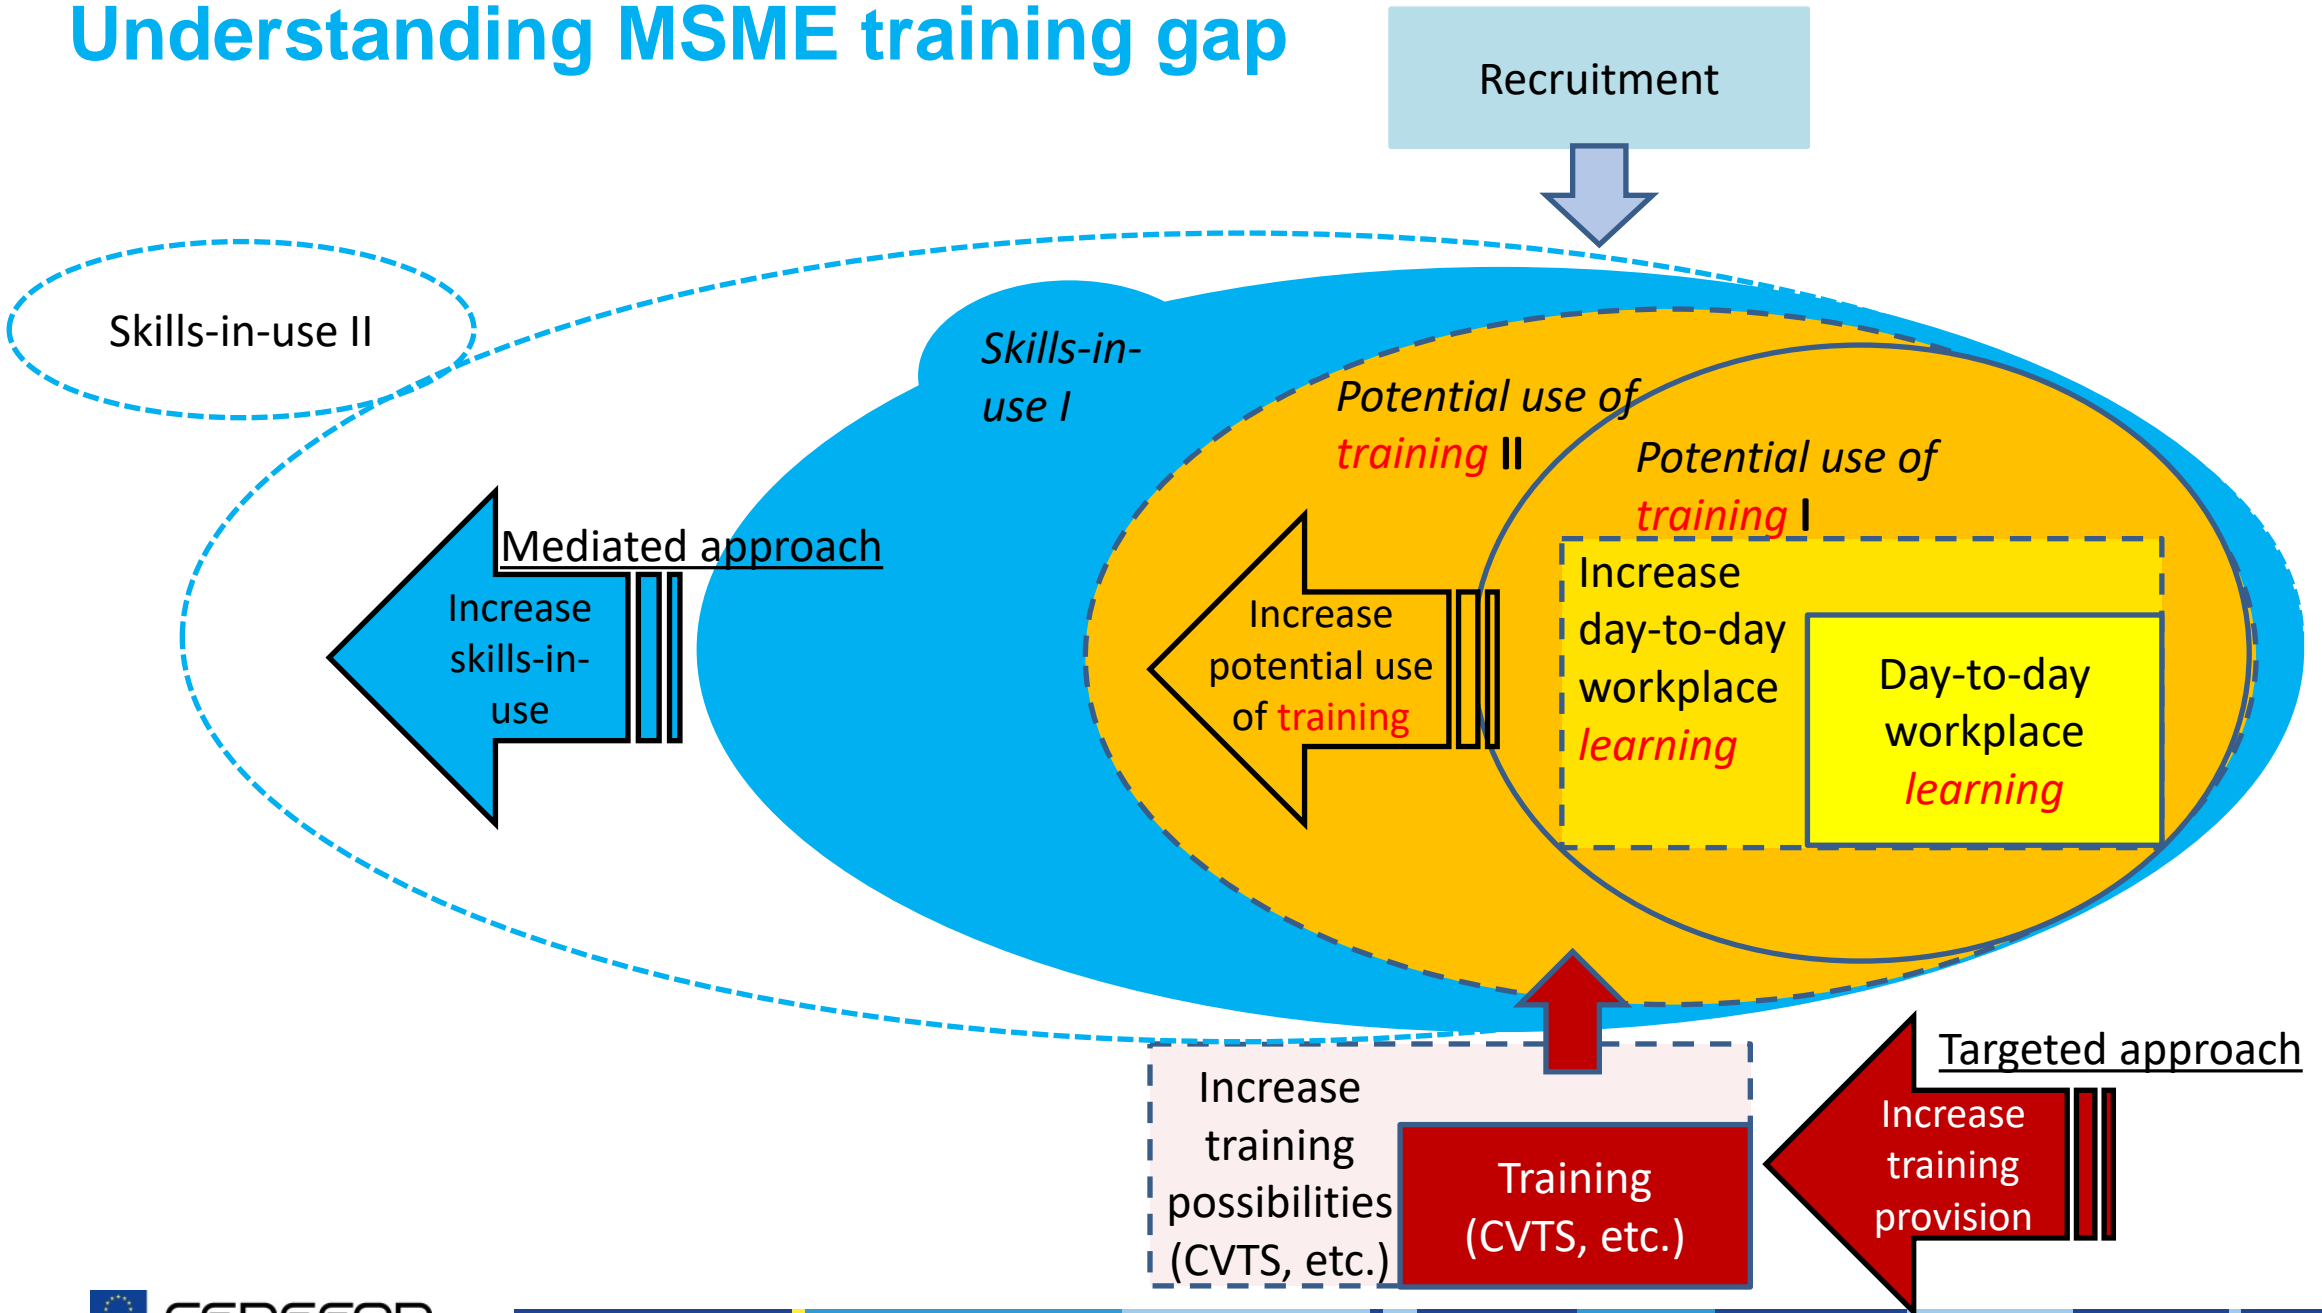 Understanding MSME training gap
Recruitment
Skills-in-use II
Skills-in-
use I
Potential use of
training II
Potential use of
training I
Mediated approach
Increase
skills-in-
use
Increase
potential use
of training
Increase
day-to-day
workplace
learning
Day-to-day
workplace
learning
Targeted approach
Increase
training
provision
Increase
training
possibilities
(CVTS, etc.)
Training
(CVTS, etc.)